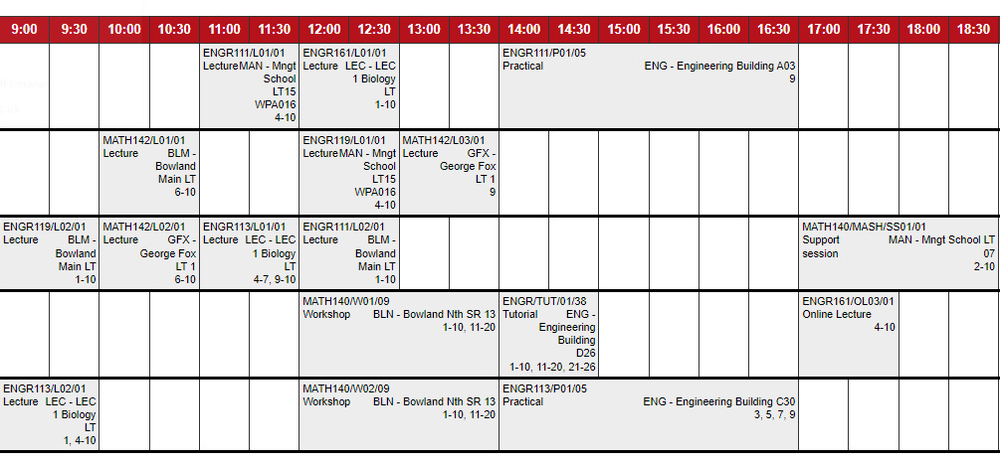 9:00 9:30 10:00 10:30 11:00 11:30 12:00 12:30 13:00 13:30 14:00 14:30 15:00 15:30 16:00 16:30 17:00 17:30 18:00 18:30
ENGR111/L01/01
Lecture MAN - Mngt
School
LT15
WPA016
4-10
ENGR161/L01/01
Lecture LEC - LEC
1 Biology
LT
1-10
ENGR111/P01/05
Practical ENG - Engineering Building A03
9
MATH142/L01/01
Lecture BLM -
Bowland
Main LT
6-10
ENGR119/L01/01
Lecture MAN - Mngt
School
LT15
WPA016
4-10
MATH142/L03/01
Lecture GFX -
George Fox
LT 1
9
ENGR119/L02/01
Lecture BLM -
Bowland
Main LT
1-10
MATH142/L02/01
Lecture GFX -
George Fox
LT 1
6-10
ENGR113/L01/01
Lecture LEC - LEC
1 Biology
LT
4-7, 9-10
ENGR111/L02/01
Lecture BLM -
Bowland
Main LT
1-10
MATH140/MASH/SS01/01
Support MAN - Mngt School LT
session 07
2-10
MATH140/W01/09
Workshop BLN - Bowland Nth SR 13
1-10, 11-20
ENGR/TUT/01/38
Tutorial ENG -
Engineering
Building
D26
1-10, 11-20, 21-26
ENGR161/OL03/01
Online Lecture
4-10
ENGR113/L02/01
Lecture LEC - LEC
1 Biology
LT
1, 4-10
MATH140/W02/09
Workshop BLN - Bowland Nth SR 13
1-10, 11-20
ENGR113/P01/05
Practical ENG - Engineering Building C30
3, 5, 7, 9